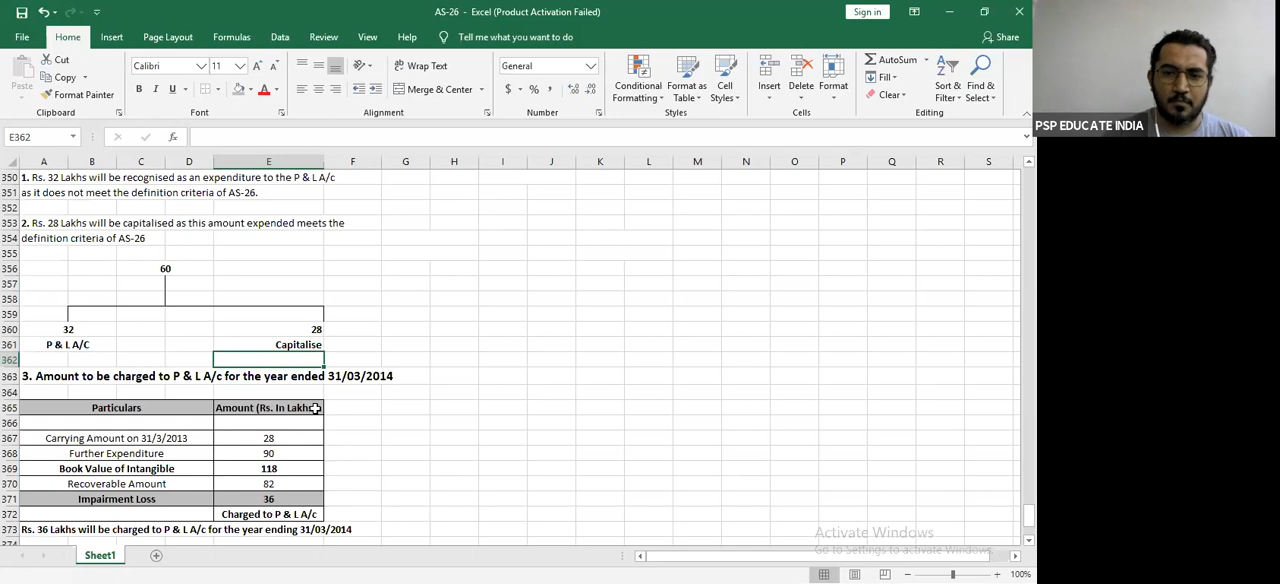 AS-26 - Excel (Product Activation Failed)
Sign in
File Home Insert Page Layout Formulas Data Review View Help Tell me what you want to do Share
Paste
Cut
Copy
Format Painter
Clipboard
Calibri 11
B I U
Font
Wrap Text
Merge & Center
Alignment
General
$ % ,
Number
Conditional Formatting
Format as Table
Cell Styles
Styles
Insert Delete Format
Cells
AutoSum
Fill
Clear
Sort & Filter
Find & Select
Editing
PSP EDUCATE INDIA
E362 fx
A B C D E F G H I J K L M N O P Q R S
350 1. Rs. 32 Lakhs will be recognised as an expenditure to the P & L A/c
351 as it does not meet the definition criteria of AS-26.
352
353 2. Rs. 28 Lakhs will be capitalised as this amount expended meets the
354 definition criteria of AS-26
355
356 60
357
358
359
360 32 28
361 P & L A/C Capitalise
362
363 3. Amount to be charged to P & L A/c for the year ended 31/03/2014
364
365 Particulars Amount (Rs. In Lakhs
366
367 Carrying Amount on 31/3/2013 28
368 Further Expenditure 90
369 Book Value of Intangible 118
370 Recoverable Amount 82
371 Impairment Loss 36
372 Charged to P & L A/c
373 Rs. 36 Lakhs will be charged to P & L A/c for the year ending 31/03/2014
Activate Windows
Go to Settings to activate Windows.
Sheet1
100%